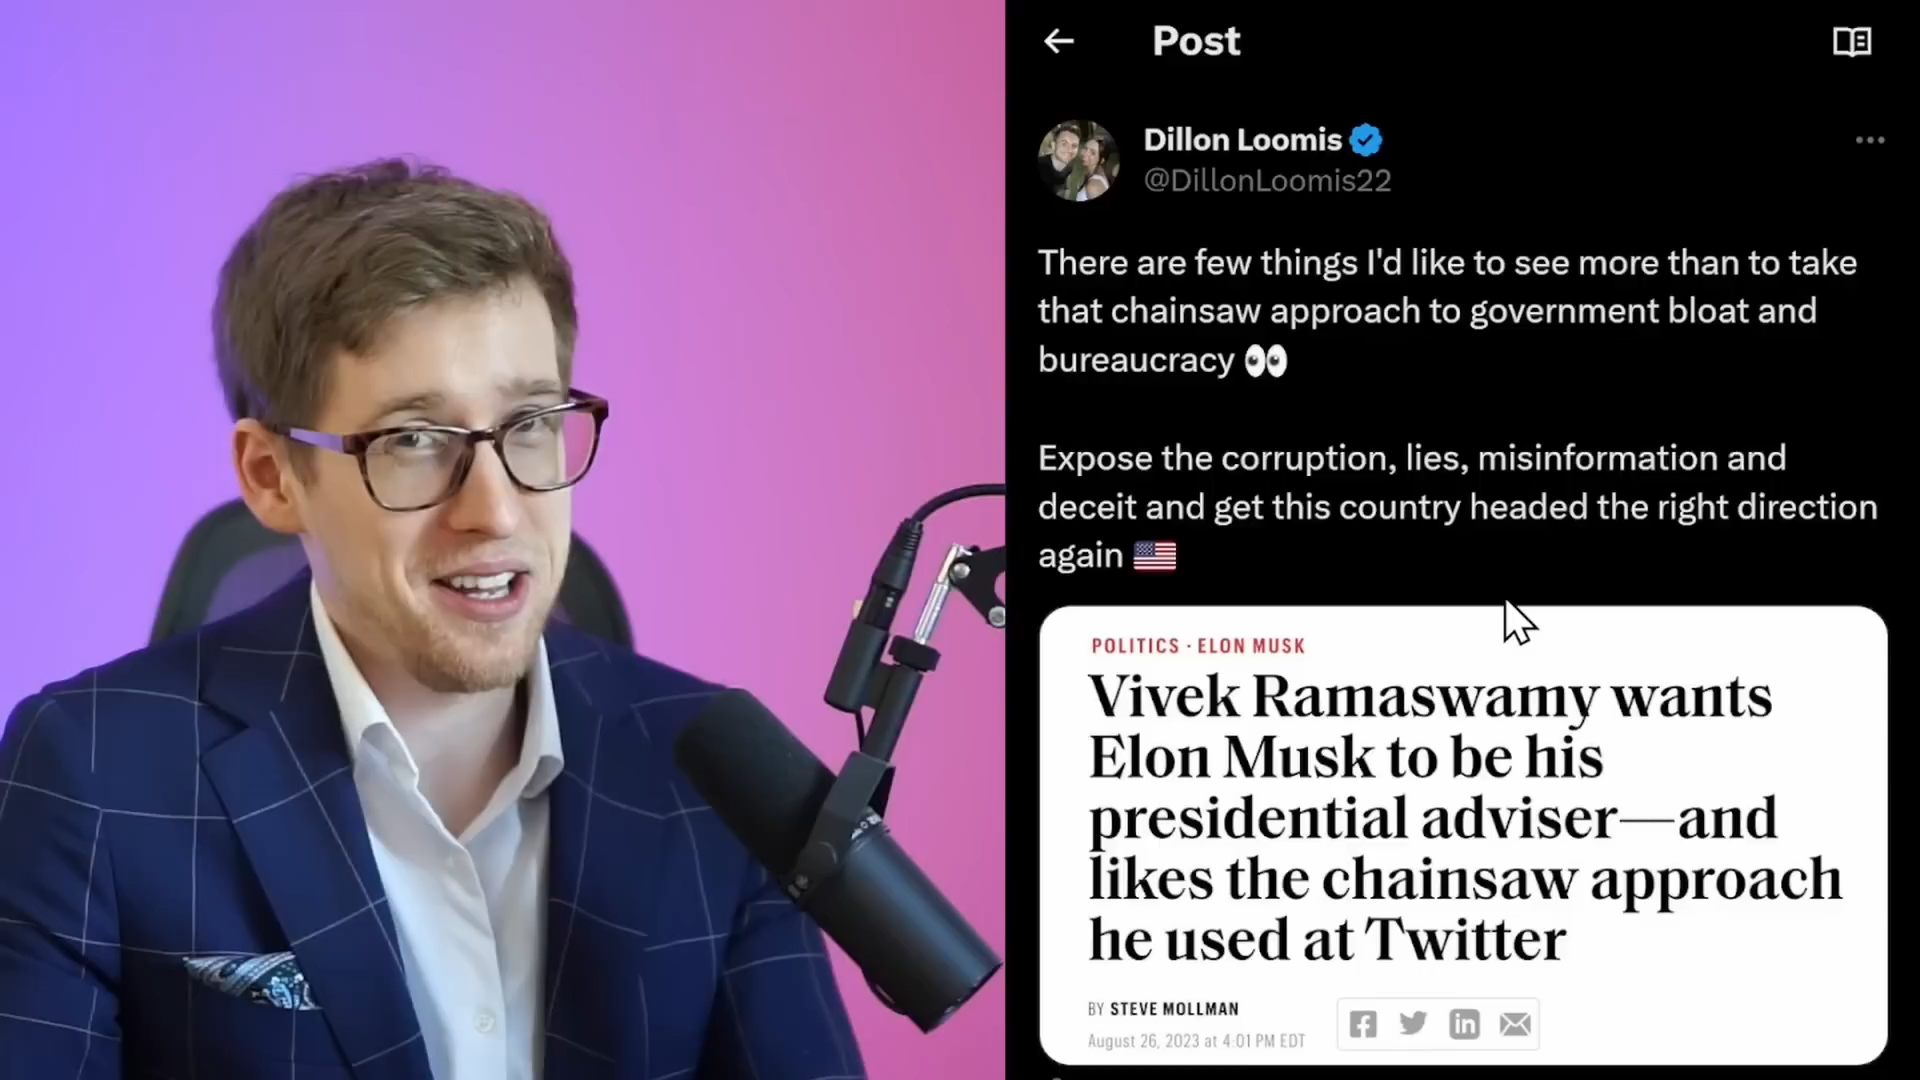 Post
Dillon Loomis
@DillonLoomis22
There are few things I'd like to see more than to take
that chainsaw approach to government bloat and
bureaucracy 👀
Expose the corruption, lies, misinformation and
deceit and get this country headed the right direction
again 🇺🇸
POLITICS · ELON MUSK
Vivek Ramaswamy wants
Elon Musk to be his
presidential adviser—and
likes the chainsaw approach
he used at Twitter
BY STEVE MOLLMAN
August 26, 2023 at 4:01 PM EDT